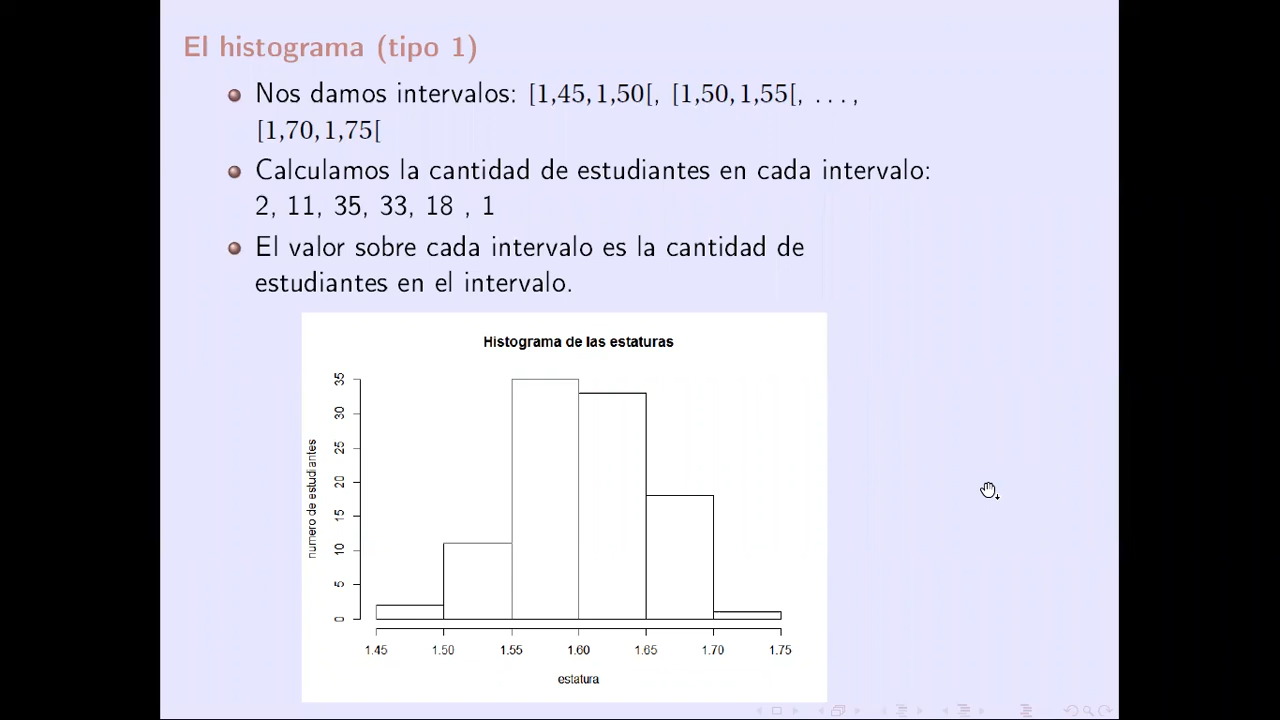 El histograma (tipo 1)
Nos damos intervalos: [1,45, 1,50[, [1,50, 1,55[, . . . ,
[1,70, 1,75[
Calculamos la cantidad de estudiantes en cada intervalo:
2, 11, 35, 33, 18 , 1
El valor sobre cada intervalo es la cantidad de
estudiantes en el intervalo.
Histograma de las estaturas
numero de estudiantes
35
30
25
20
15
10
5
0
1.45 1.50 1.55 1.60 1.65 1.70 1.75
estatura